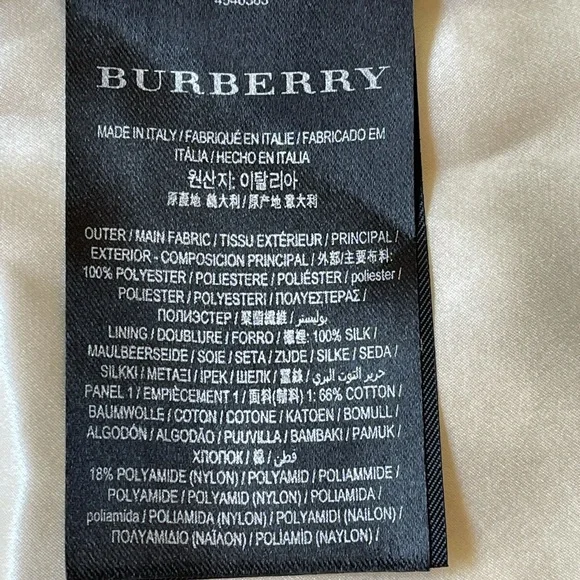 BURBERRY
MADE IN ITALY / FABRIQUÉ EN ITALIE / FABRICADO EM
ITÁLIA / HECHO EN ITALIA
원산지: 이탈리아
原產地 義大利 / 原产地 意大利
OUTER / MAIN FABRIC / TISSU EXTÉRIEUR / PRINCIPAL /
EXTERIOR - COMPOSICION PRINCIPAL / 外部/主要布料:
100% POLYESTER / POLIESTERE / POLIÉSTER / poliester /
POLIESTER / POLYESTERI / ΠΟΛΥΕΣΤΕΡΑΣ /
ПОЛИЭСТЕР / 聚酯纖維 / بوليستر
LINING / DOUBLURE / FORRO / 襯裡: 100% SILK /
MAULBEERSEIDE / SOIE / SETA / ZIJDE / SILKE / SEDA /
SILKKI / ΜΕΤΑΞΙ / IPEK / ШЕЛК / 蠶絲 / حرير التوت البري
PANEL 1 / EMPIÈCEMENT 1 / 面料(輔料) 1: 66% COTTON /
BAUMWOLLE / COTON / COTONE / KATOEN / BOMULL /
ALGODÓN / ALGODÃO / PUUVILLA / ΒΑΜΒΑΚΙ / PAMUK /
ХЛОПОК / 棉 / قطن
18% POLYAMIDE (NYLON) / POLYAMID / POLIAMMIDE /
POLYAMIDE / POLYAMID (NYLON) / POLIAMIDA /
poliamida / POLIAMIDA (NYLON) / POLYAMIDI (NAILON) /
ΠΟΛΥΑΜΙΔΙΟ (ΝΑΪΛΟΝ) / POLIAMİD (NAYLON) /